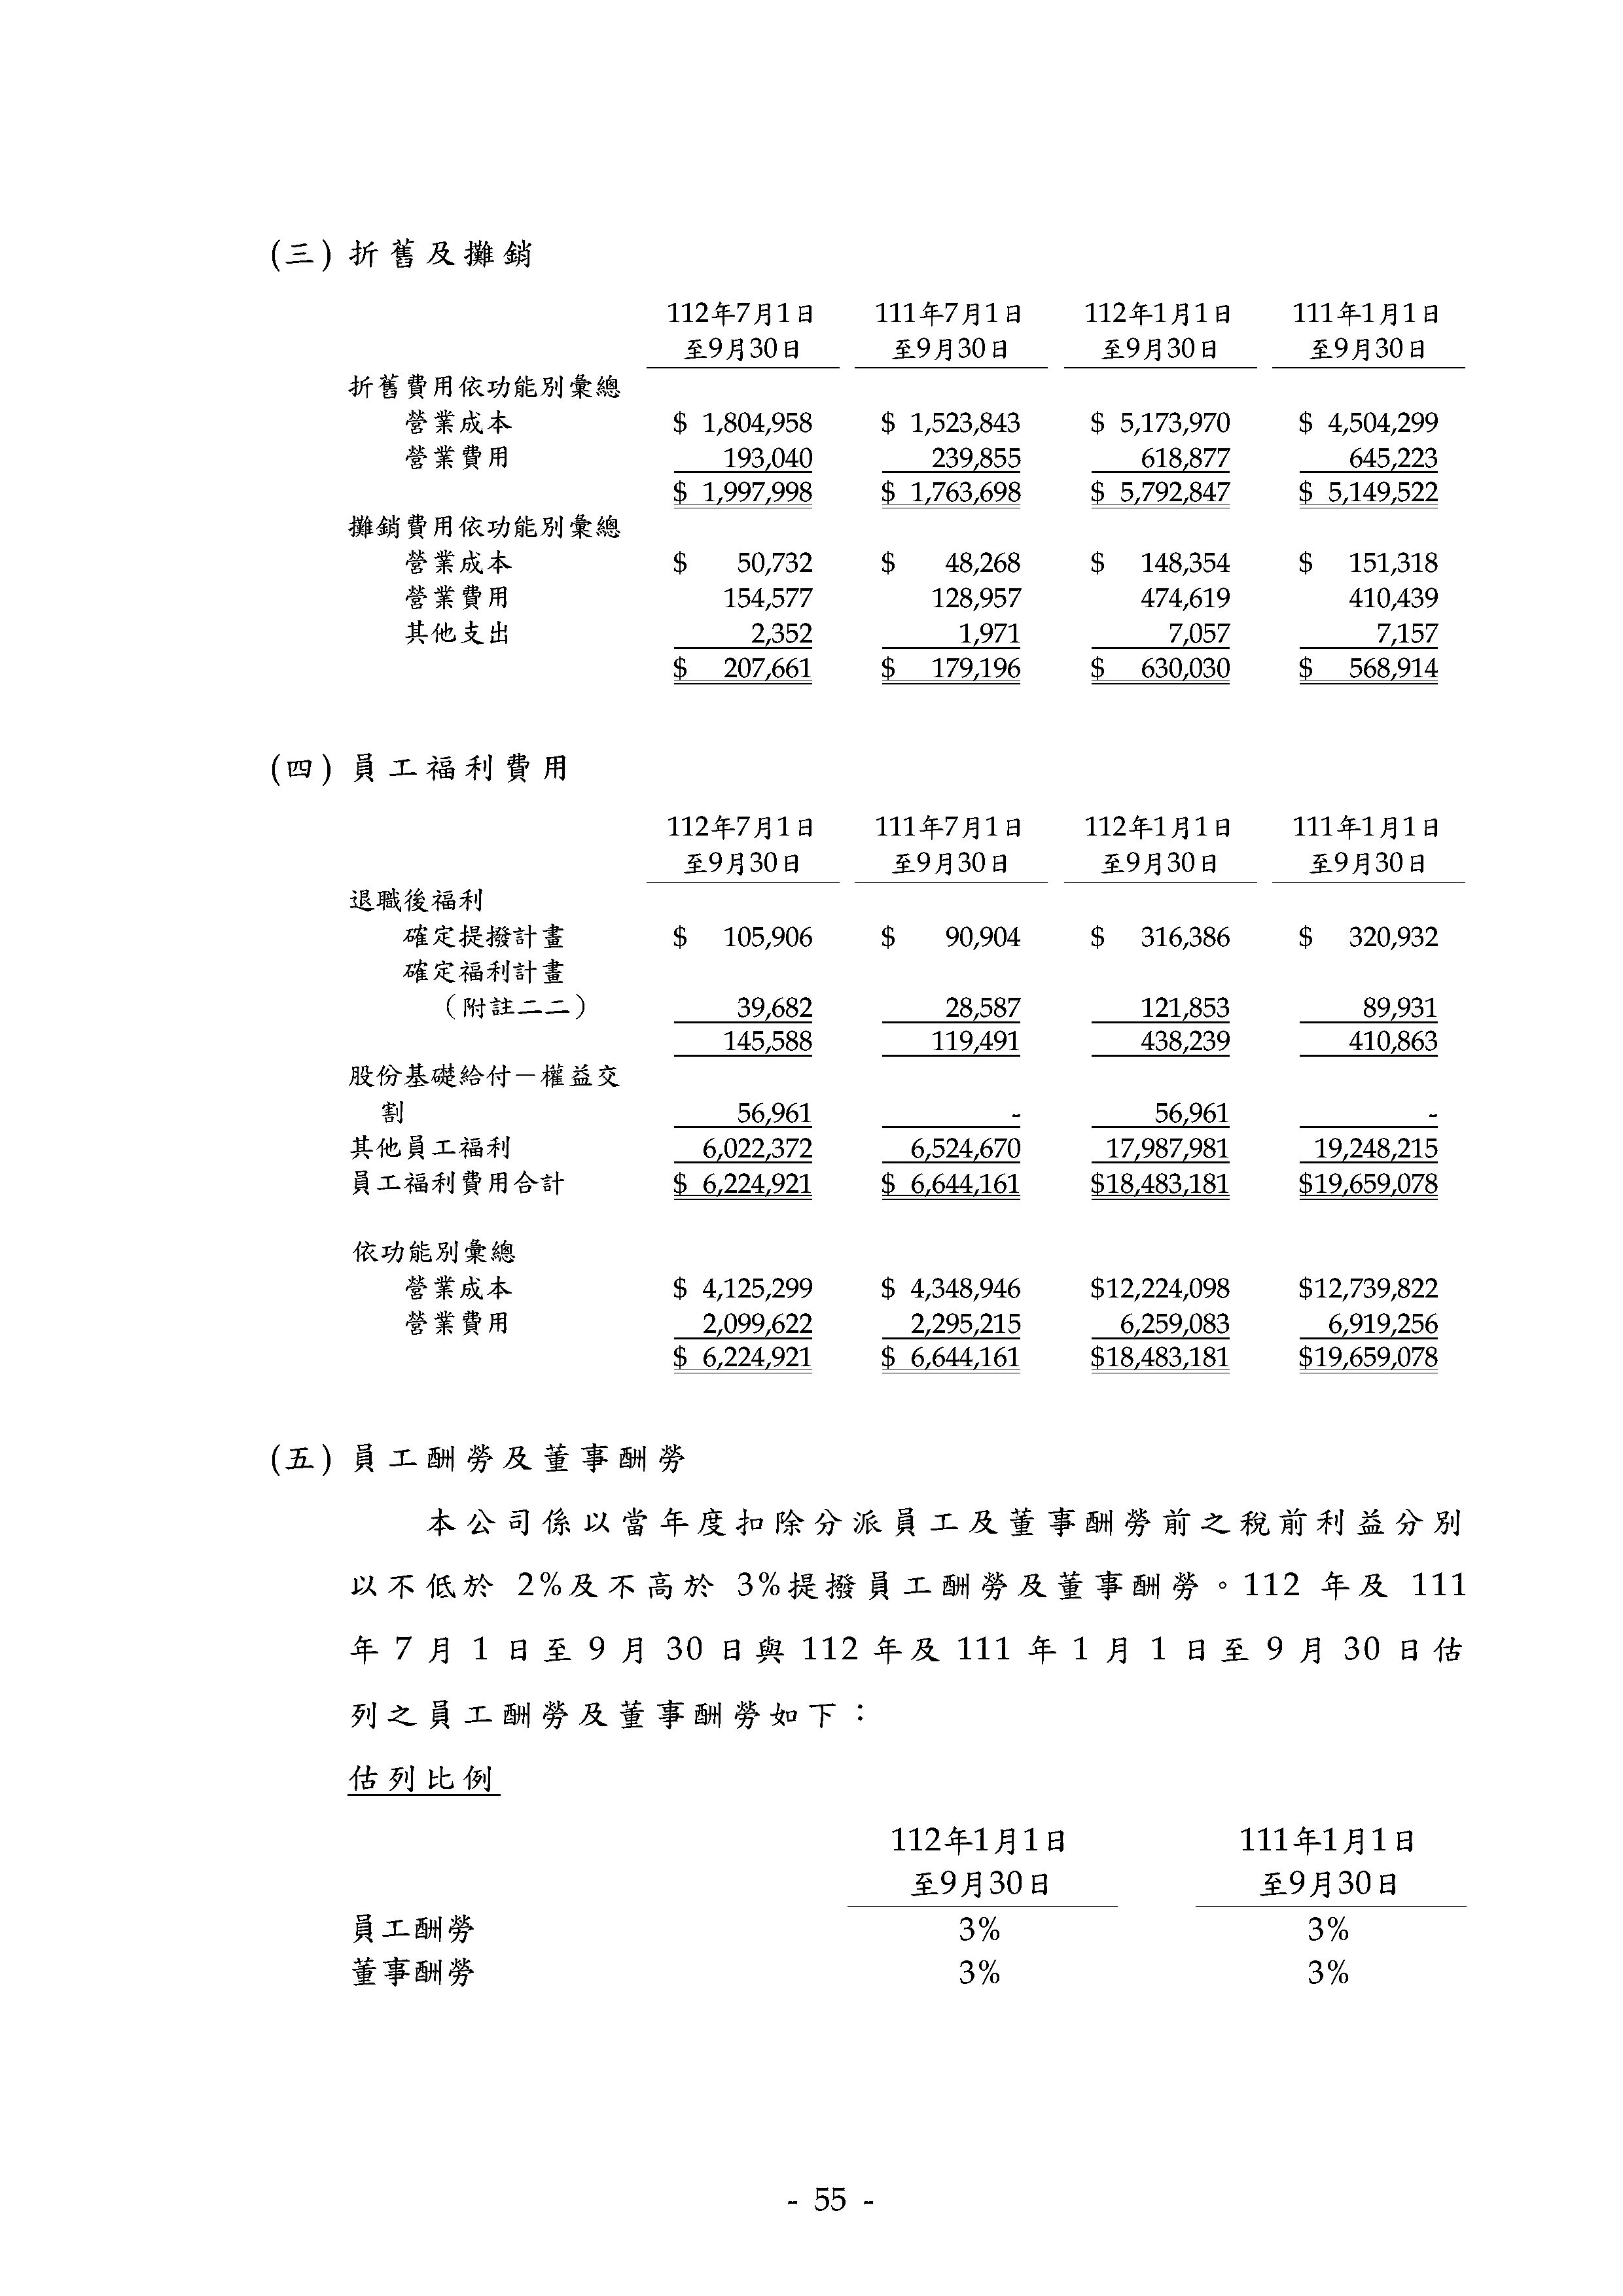 (三) 折舊及攤銷
112年7月1日 111年7月1日 112年1月1日 111年1月1日
至9月30日 至9月30日 至9月30日 至9月30日
折舊費用依功能別彙總
營業成本 $ 1,804,958 $ 1,523,843 $ 5,173,970 $ 4,504,299
營業費用 193,040 239,855 618,877 645,223
$ 1,997,998 $ 1,763,698 $ 5,792,847 $ 5,149,522
攤銷費用依功能別彙總
營業成本 $ 50,732 $ 48,268 $ 148,354 $ 151,318
營業費用 154,577 128,957 474,619 410,439
其他支出 2,352 1,971 7,057 7,157
$ 207,661 $ 179,196 $ 630,030 $ 568,914
(四) 員工福利費用
112年7月1日 111年7月1日 112年1月1日 111年1月1日
至9月30日 至9月30日 至9月30日 至9月30日
退職後福利
確定提撥計畫 $ 105,906 $ 90,904 $ 316,386 $ 320,932
確定福利計畫
（附註二二） 39,682 28,587 121,853 89,931
145,588 119,491 438,239 410,863
股份基礎給付－權益交
割 56,961 - 56,961 -
其他員工福利 6,022,372 6,524,670 17,987,981 19,248,215
員工福利費用合計 $ 6,224,921 $ 6,644,161 $18,483,181 $19,659,078
依功能別彙總
營業成本 $ 4,125,299 $ 4,348,946 $12,224,098 $12,739,822
營業費用 2,099,622 2,295,215 6,259,083 6,919,256
$ 6,224,921 $ 6,644,161 $18,483,181 $19,659,078
(五) 員工酬勞及董事酬勞
本公司係以當年度扣除分派員工及董事酬勞前之稅前利益分別
以不低於 2%及不高於 3%提撥員工酬勞及董事酬勞。112 年及 111
年 7 月 1 日至 9 月 30 日與 112 年及 111 年 1 月 1 日至 9 月 30 日估
列之員工酬勞及董事酬勞如下：
估列比例
112年1月1日 111年1月1日
至9月30日 至9月30日
員工酬勞 3% 3%
董事酬勞 3% 3%
- 55 -